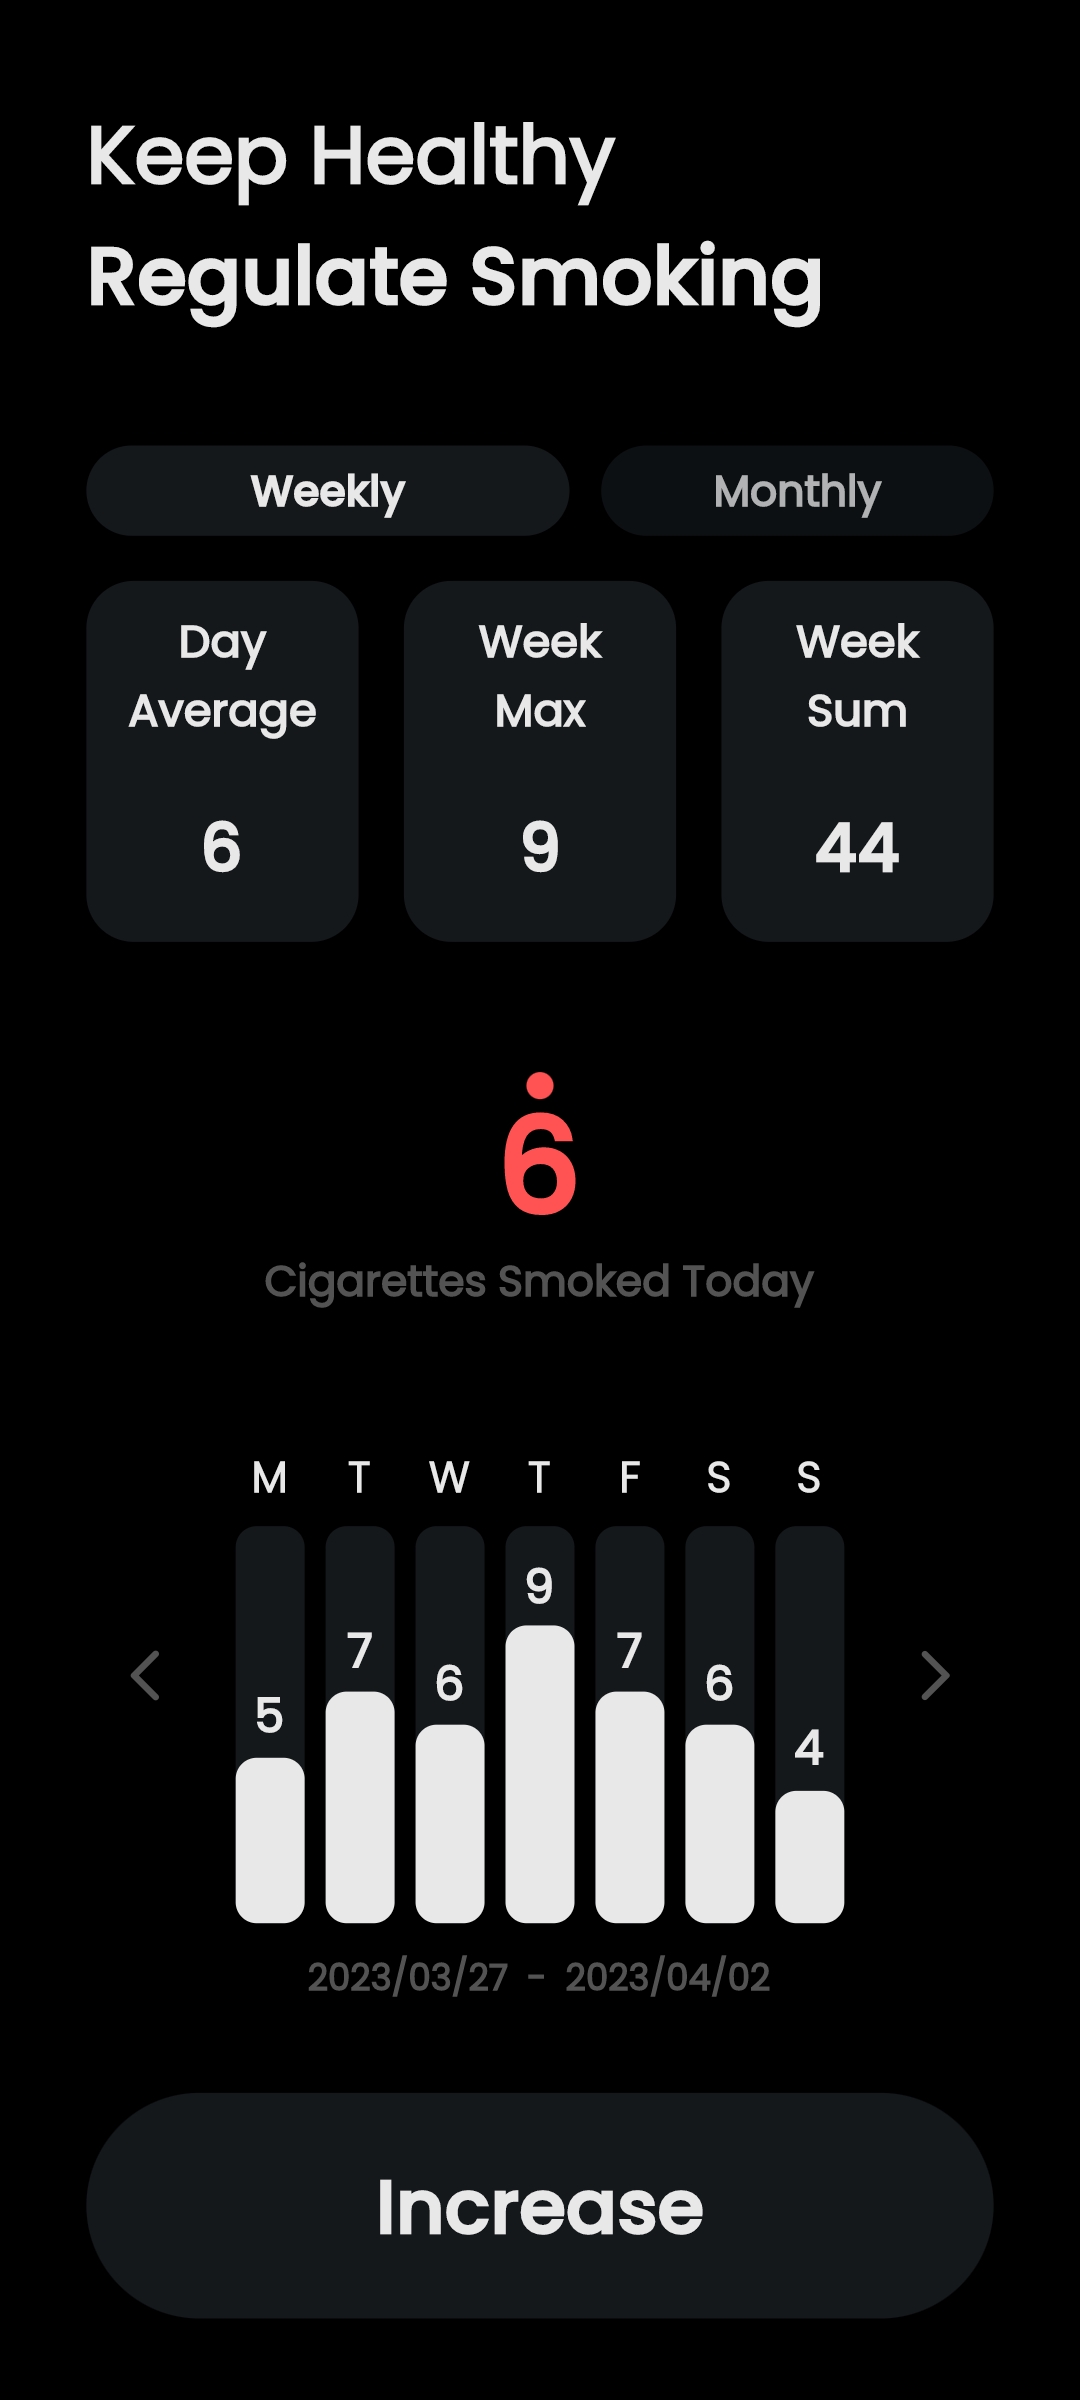 Keep Healthy
Regulate Smoking
Weekly Monthly
Day Average
6
Week Max
9
Week Sum
44
6
Cigarettes Smoked Today
M T W T F S S
5 7 6 9 7 6 4
2023/03/27 - 2023/04/02
Increase